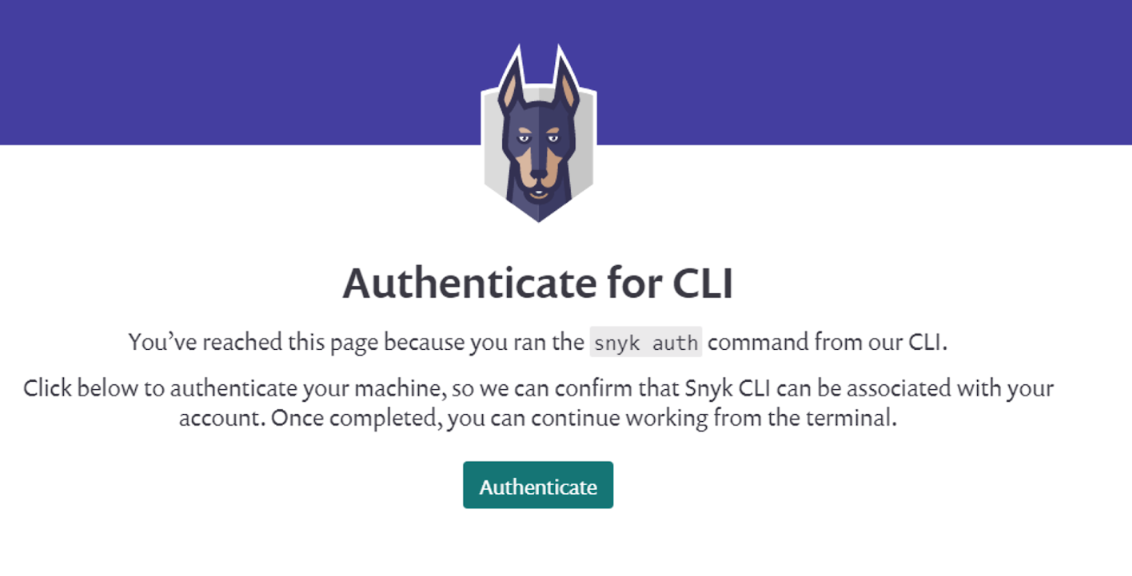 Authenticate for CLI
You’ve reached this page because you ran the snyk auth command from our CLI.
Click below to authenticate your machine, so we can confirm that Snyk CLI can be associated with your
account. Once completed, you can continue working from the terminal.
Authenticate